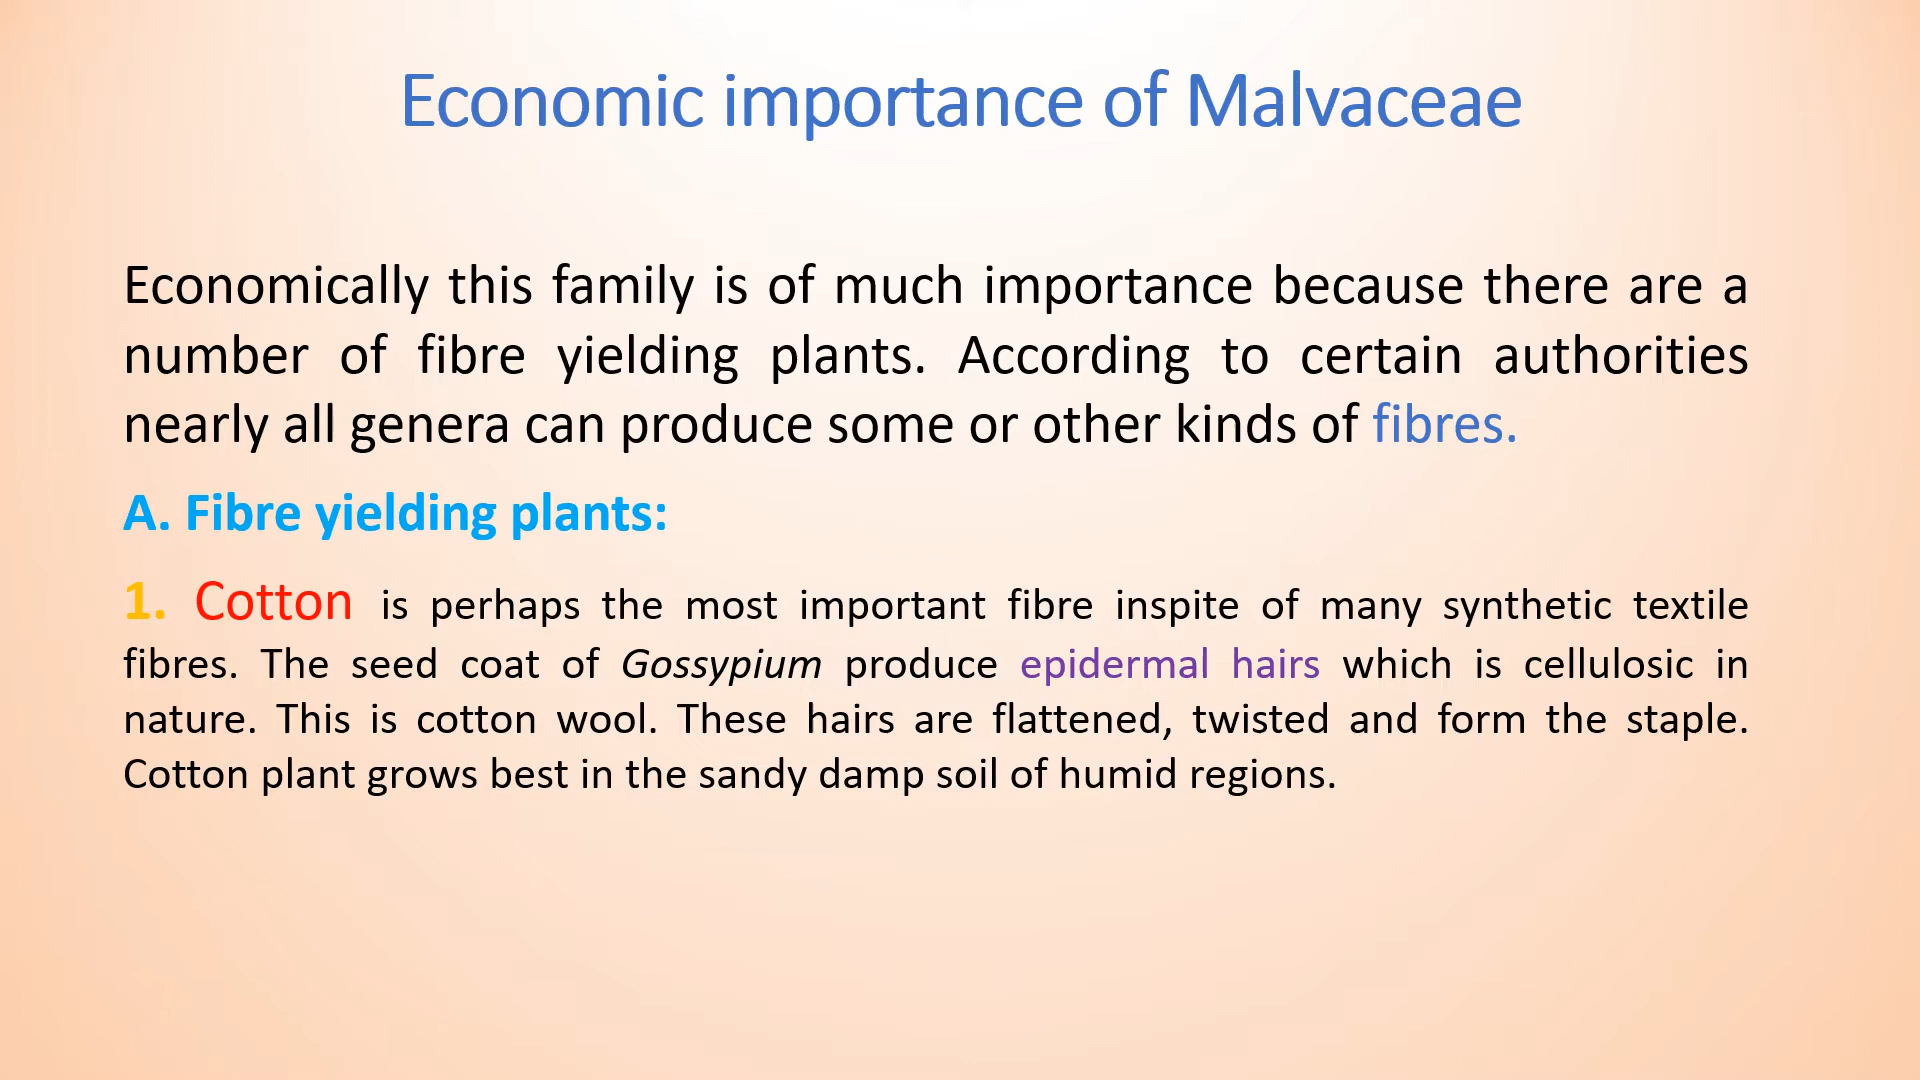 Economic importance of Malvaceae
Economically this family is of much importance because there are a
number of fibre yielding plants. According to certain authorities
nearly all genera can produce some or other kinds of fibres.
A. Fibre yielding plants:
1. Cotton is perhaps the most important fibre inspite of many synthetic textile
fibres. The seed coat of Gossypium produce epidermal hairs which is cellulosic in
nature. This is cotton wool. These hairs are flattened, twisted and form the staple.
Cotton plant grows best in the sandy damp soil of humid regions.